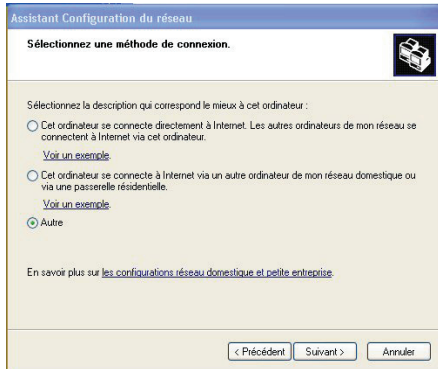 Assistant Configuration du réseau
Sélectionnez une méthode de connexion.
Sélectionnez la description qui correspond le mieux à cet ordinateur :
Cet ordinateur se connecte directement à Internet. Les autres ordinateurs de mon réseau se
connectent à Internet via cet ordinateur.
Voir un exemple.
Cet ordinateur se connecte à Internet via un autre ordinateur de mon réseau domestique ou
via une passerelle résidentielle.
Voir un exemple.
Autre
En savoir plus sur les configurations réseau domestique et petite entreprise.
< Précédent Suivant > Annuler